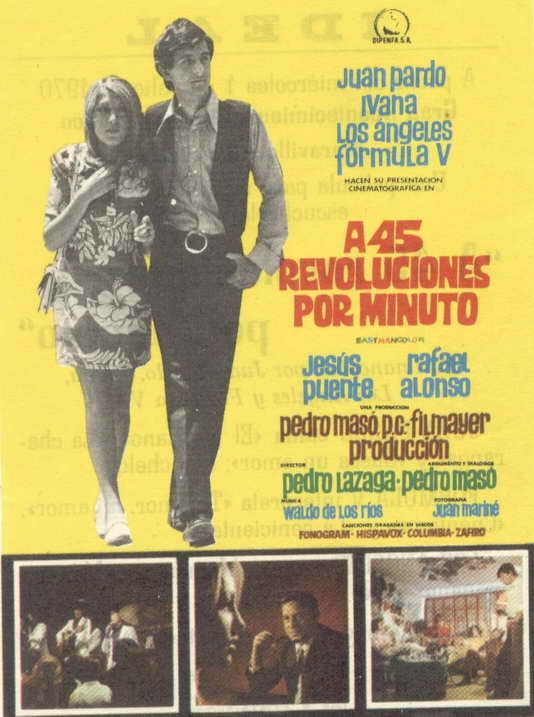 DIPENFA S.A.
Juan pardo
Ivana
Los ángeles
fórmula V
HACEN SU PRESENTACION
CINEMATOGRAFICA EN
A 45
REVOLUCIONES
POR MINUTO
EASTMANCOLOR
Jesús puente
rafael alonso
UNA PRODUCCION
pedro masó, p.c.-filmayer
producción
DIRECTOR
ARGUMENTO Y DIALOGOS
pedro lazaga-pedro masó
MUSICA
FOTOGRAFIA
waldo de los ríos
Juan mariné
CANCIONES GRABADAS EN DISCOS
FONOGRAM - HISPAVOX - COLUMBIA - ZAFIRO